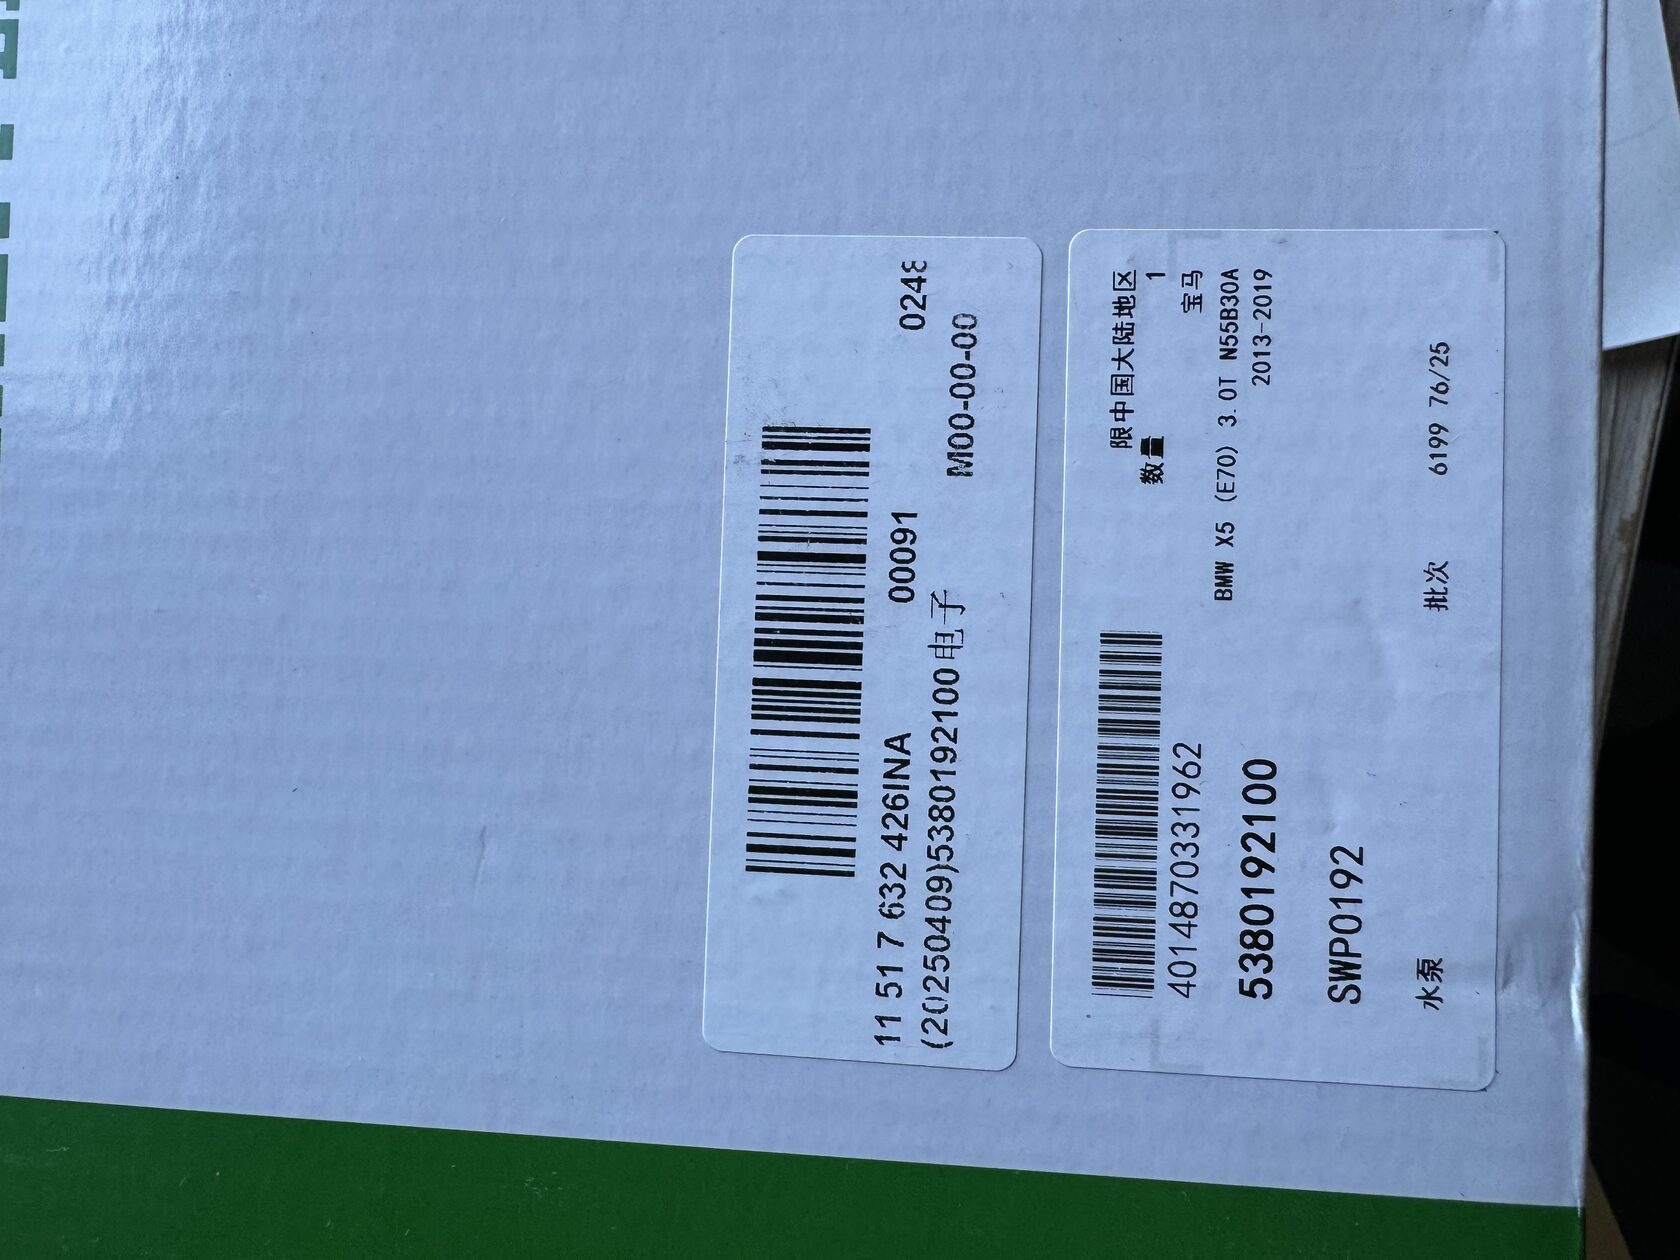 11 51 7 632 426INA 00091 0248
(20250409)5380192100电子 M00-00-00
限中国大陆地区
数量 1
4014870331962
宝马
BMW X5 (E70) 3.0T N55B30A
5380192100
2013-2019
SWP01192
水泵
批次 6199 76/25